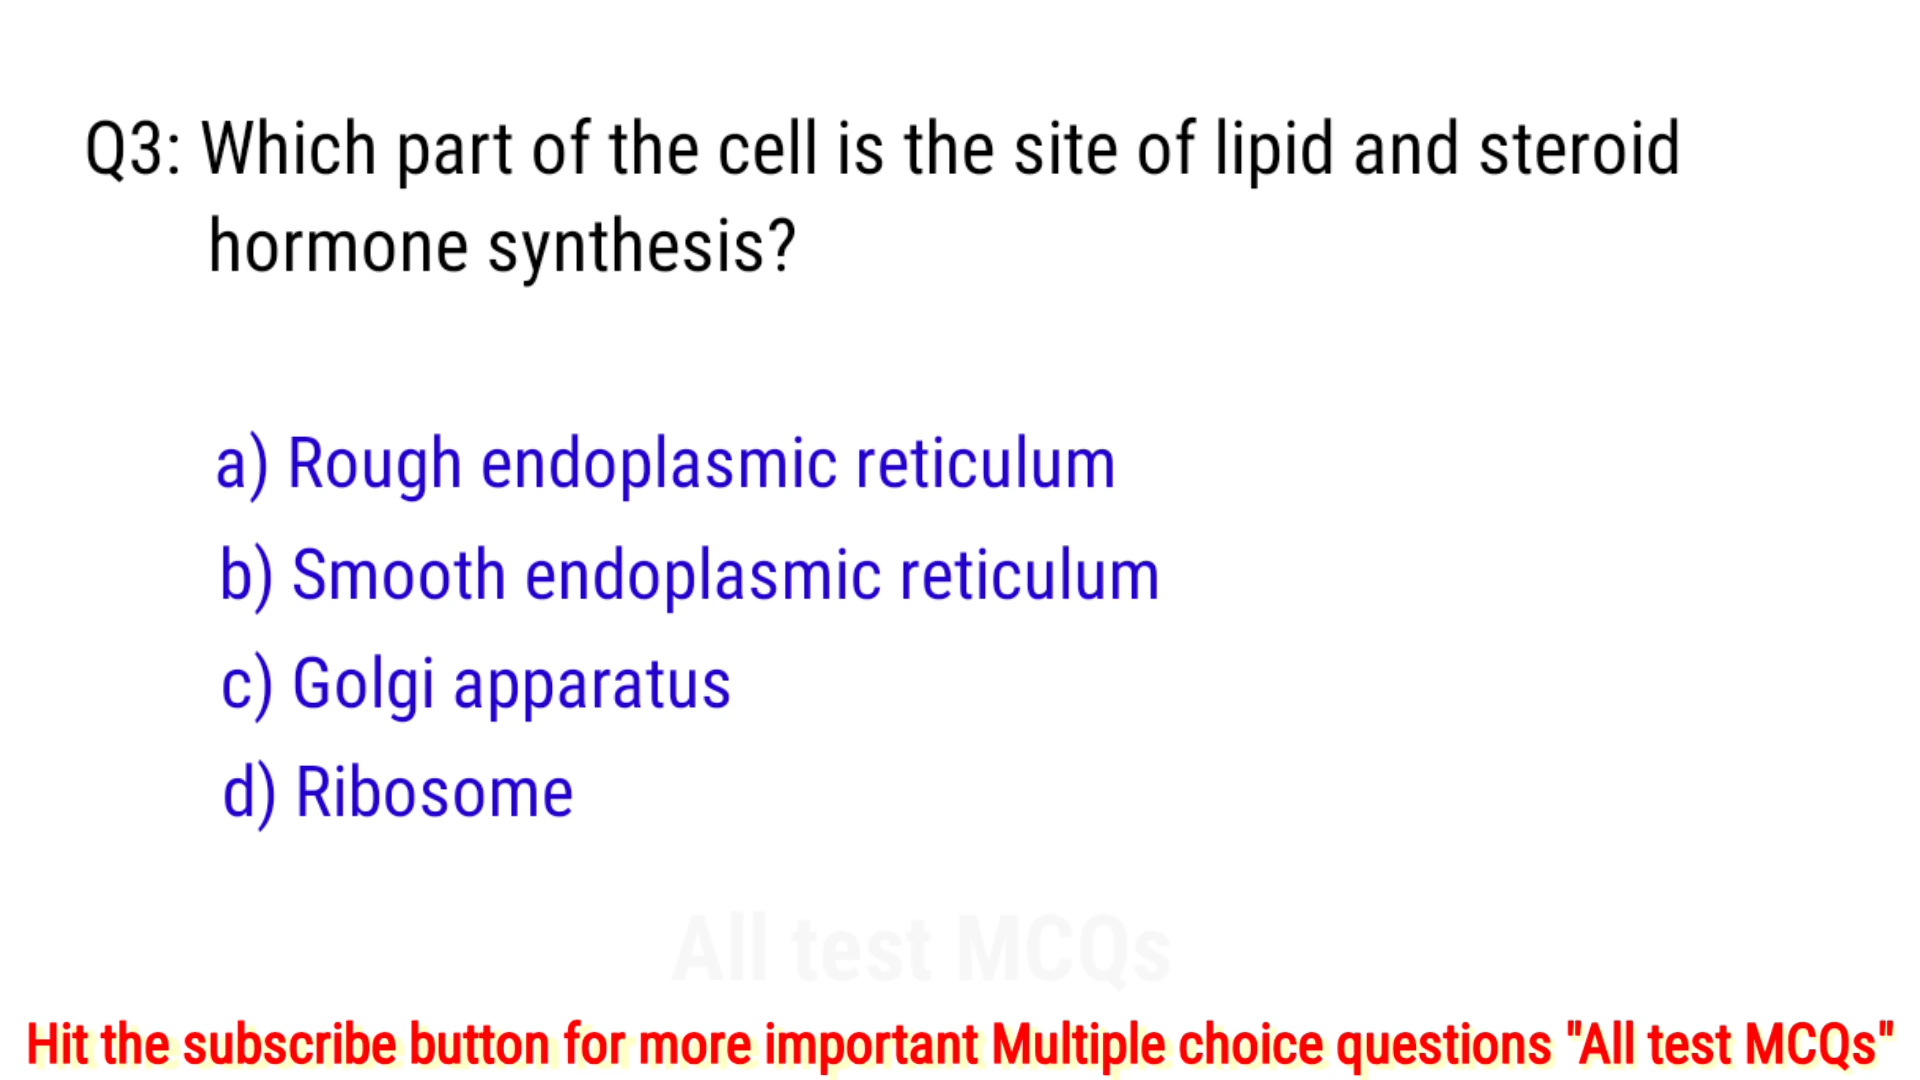 Q3: Which part of the cell is the site of lipid and steroid
hormone synthesis?
a) Rough endoplasmic reticulum
b) Smooth endoplasmic reticulum
c) Golgi apparatus
d) Ribosome
All test MCQs
Hit the subscribe button for more important Multiple choice questions "All test MCQs"